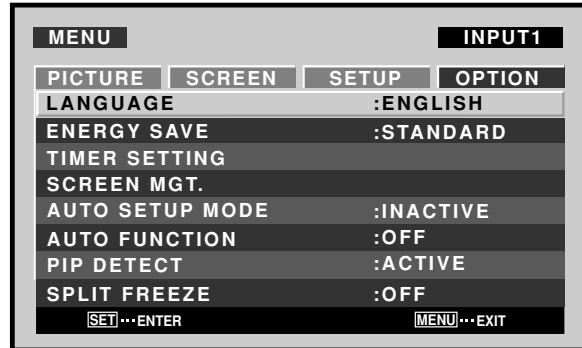 MENU INPUT1
PICTURE SCREEN SETUP OPTION
LANGUAGE :ENGLISH
ENERGY SAVE :STANDARD
TIMER SETTING
SCREEN MGT.
AUTO SETUP MODE :INACTIVE
AUTO FUNCTION :OFF
PIP DETECT :ACTIVE
SPLIT FREEZE :OFF
SET ··· ENTER MENU ··· EXIT